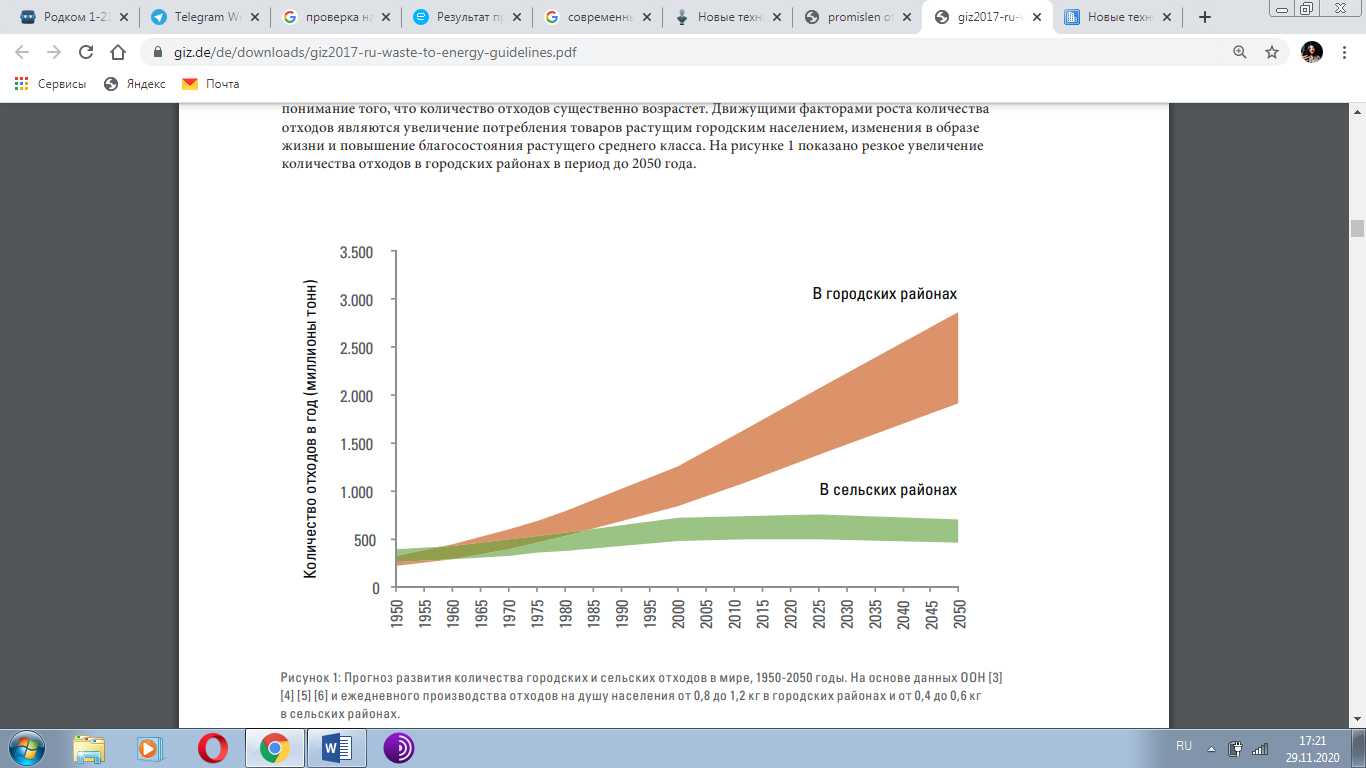 Родком 1-2
Telegram W
проверка на
Результат пр
современнь
Новые техн
promislen o
giz2017-ru-
Новые техн
giz.de/de/downloads/giz2017-ru-waste-to-energy-guidelines.pdf
Сервисы
Яндекс
Почта
понимание того, что количество отходов существенно возрастет. Движущими факторами роста количества
отходов являются увеличение потребления товаров растущим городским населением, изменения в образе
жизни и повышение благосостояния растущего среднего класса. На рисунке 1 показано резкое увеличение
количества отходов в городских районах в период до 2050 года.
Количество отходов в год (миллионы тонн)
3.500
3.000
2.500
2.000
1.500
1.000
500
0
В городских районах
В сельских районах
1950
1955
1960
1965
1970
1975
1980
1985
1990
1995
2000
2005
2010
2015
2020
2025
2030
2035
2040
2045
2050
Рисунок 1: Прогноз развития количества городских и сельских отходов в мире, 1950-2050 годы. На основе данных ООН [3]
[4] [5] [6] и ежедневного производства отходов на душу населения от 0,8 до 1,2 кг в городских районах и от 0,4 до 0,6 кг
в сельских районах.
RU
17:21
29.11.2020